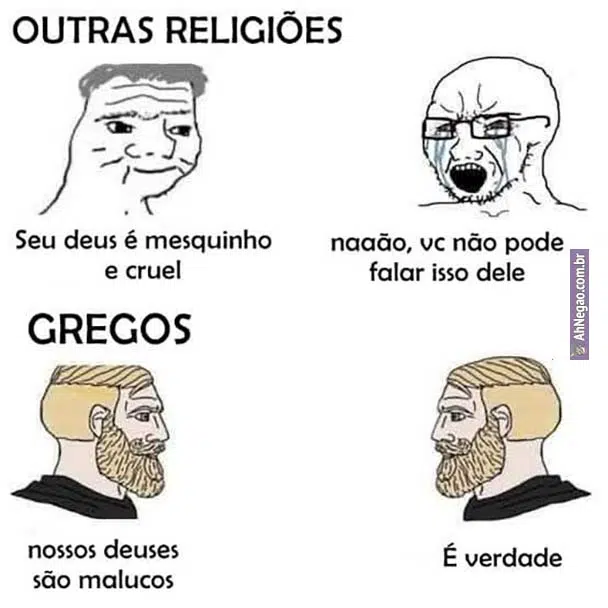 OUTRAS RELIGIÕES
Seu deus é mesquinho
e cruel
naaão, vc não pode
falar isso dele
AhNegao.com.br
GREGOS
nossos deuses
são malucos
É verdade